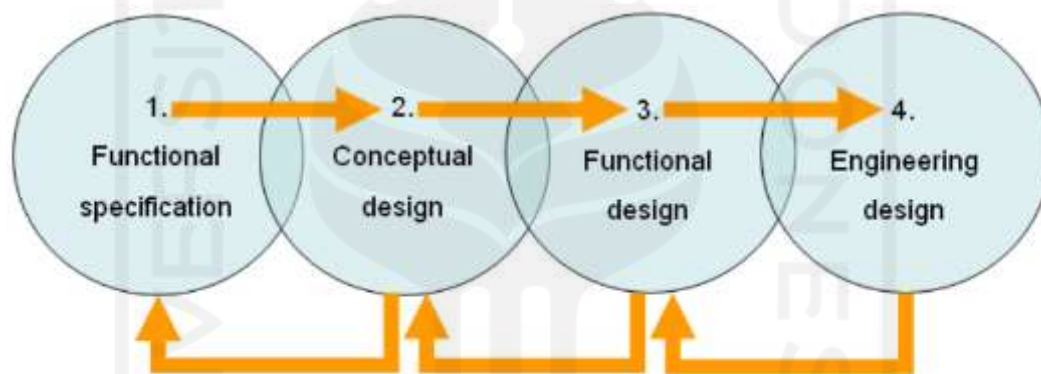 1.
Functional
specification
2.
Conceptual
design
3.
Functional
design
4.
Engineering
design